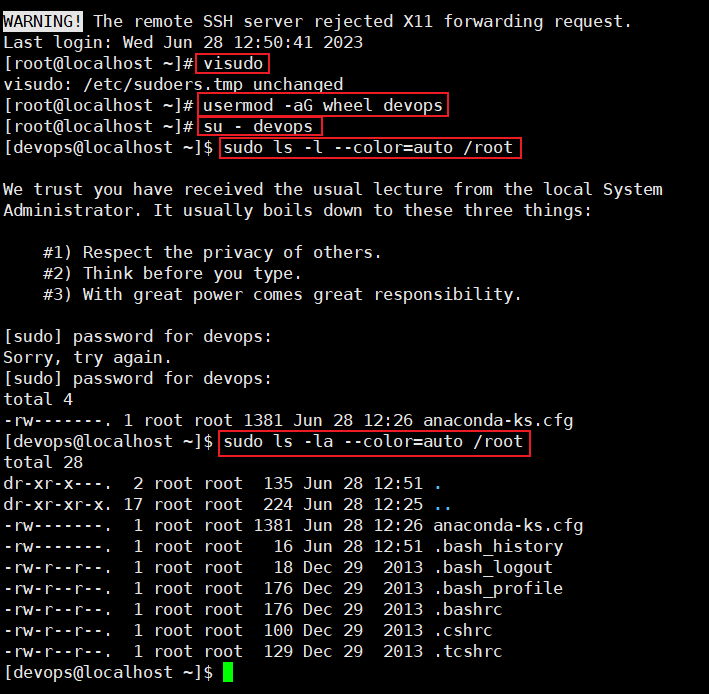 WARNING! The remote SSH server rejected X11 forwarding request.
Last login: Wed Jun 28 12:50:41 2023
[root@localhost ~]# visudo
visudo: /etc/sudoers.tmp unchanged
[root@localhost ~]# usermod -aG wheel devops
[root@localhost ~]# su - devops
[devops@localhost ~]$ sudo ls -l --color=auto /root

We trust you have received the usual lecture from the local System
Administrator. It usually boils down to these three things:

    #1) Respect the privacy of others.
    #2) Think before you type.
    #3) With great power comes great responsibility.

[sudo] password for devops:
Sorry, try again.
[sudo] password for devops:
total 4
-rw-------. 1 root root 1381 Jun 28 12:26 anaconda-ks.cfg
[devops@localhost ~]$ sudo ls -la --color=auto /root
total 28
dr-xr-x---.  2 root root  135 Jun 28 12:51 .
dr-xr-xr-x. 17 root root  224 Jun 28 12:25 ..
-rw-------.  1 root root 1381 Jun 28 12:26 anaconda-ks.cfg
-rw-------.  1 root root   16 Jun 28 12:51 .bash_history
-rw-r--r--.  1 root root   18 Dec 29  2013 .bash_logout
-rw-r--r--.  1 root root  176 Dec 29  2013 .bash_profile
-rw-r--r--.  1 root root  176 Dec 29  2013 .bashrc
-rw-r--r--.  1 root root  100 Dec 29  2013 .cshrc
-rw-r--r--.  1 root root  129 Dec 29  2013 .tcshrc
[devops@localhost ~]$